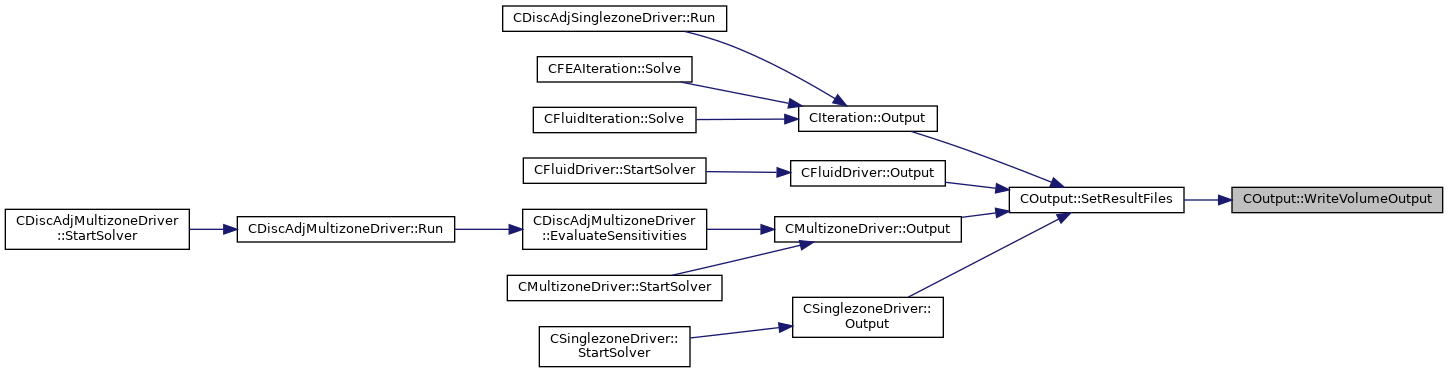 CDiscAdjSinglezoneDriver::Run
CFEAIteration::Solve
CFluidIteration::Solve
CIteration::Output
CFluidDriver::StartSolver
CFluidDriver::Output
COutput::SetResultFiles
COutput::WriteVolumeOutput
CDiscAdjMultizoneDriver
::StartSolver
CDiscAdjMultizoneDriver::Run
CDiscAdjMultizoneDriver
::EvaluateSensitivities
CMultizoneDriver::Output
CMultizoneDriver::StartSolver
CSinglezoneDriver::
Output
CSinglezoneDriver::
StartSolver